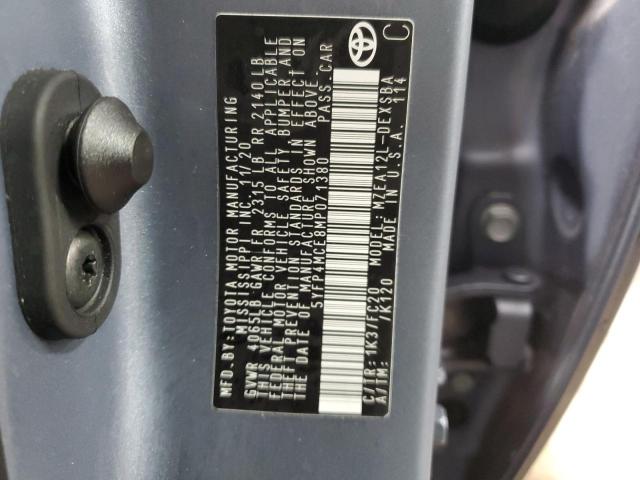 MFD. BY: TOYOTA MOTOR MANUFACTURING
MISSISSIPPI INC. 11/20
GVWR 4065LB GAWR FR 2315 LB RR 2140 LB
THIS VEHICLE CONFORMS TO ALL APPLICABLE
FEDERAL MOTOR VEHICLE SAFETY, BUMPER AND
THEFT PREVENTION STANDARDS IN EFFECT ON
THE DATE OF MANUFACTURE SHOWN ABOVE.
5YFP4MCE8MP071380 PASS. CAR
C
C/TR: 1K3//FC20 MODEL: MZEA12L-DEXSBA
A/TM: /K120 MADE IN U.S.A. 114